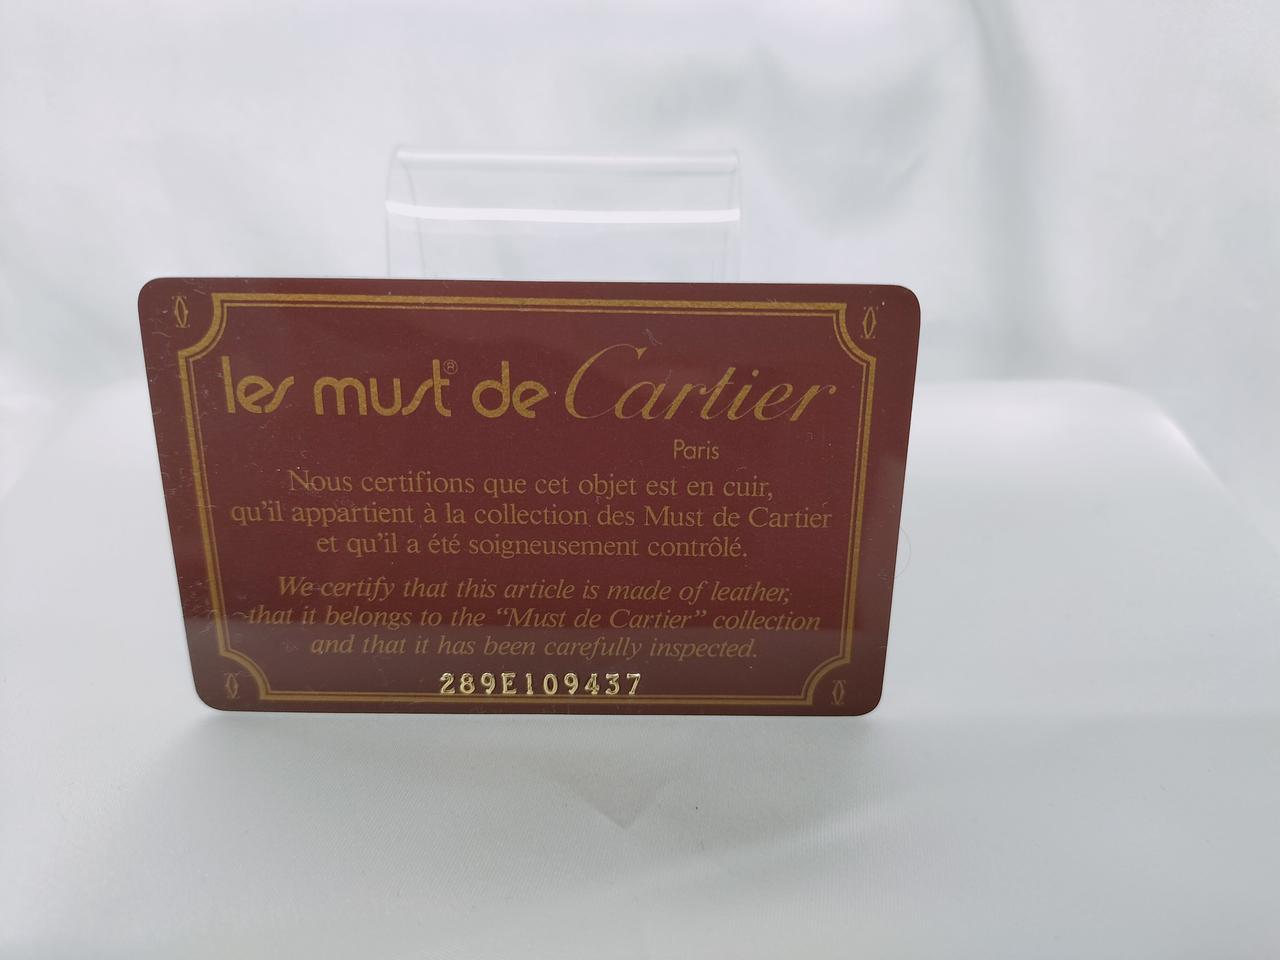 les must® de Cartier
Paris
Nous certifions que cet objet est en cuir,
qu'il appartient à la collection des Must de Cartier
et qu'il a été soigneusement contrôlé.
We certify that this article is made of leather,
that it belongs to the “Must de Cartier” collection
and that it has been carefully inspected.
289E109437